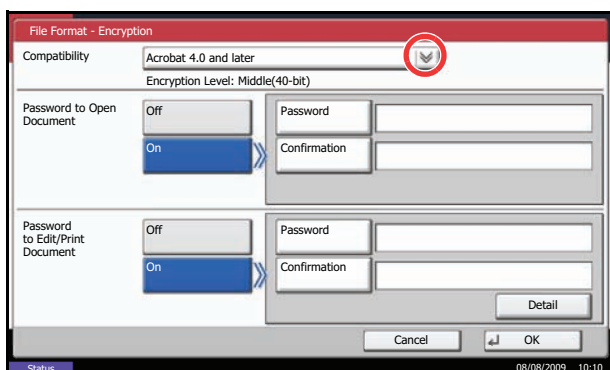 File Format - Encryption
Compatibility
Acrobat 4.0 and later
Encryption Level: Middle(40-bit)
Password to Open
Document
Off
On
Password
Confirmation
Password
to Edit/Print
Document
Off
On
Password
Confirmation
Detail
Cancel
OK
Status
08/08/2009 10:10